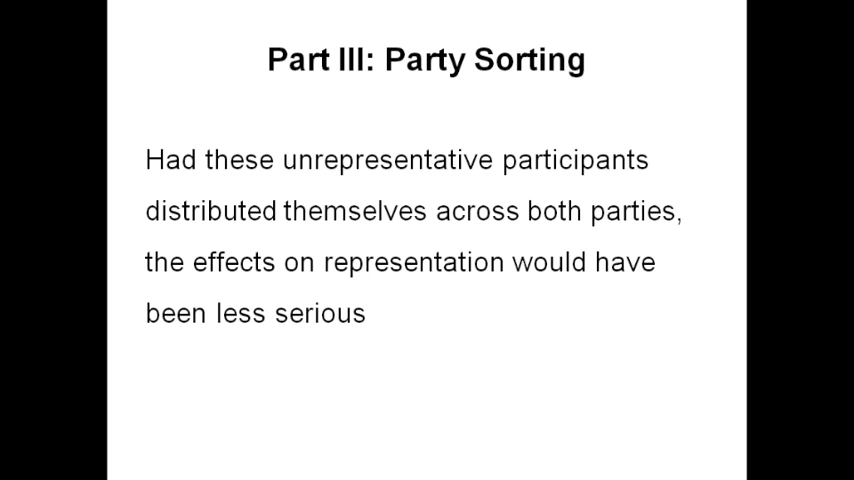 Part III: Party Sorting
Had these unrepresentative participants
distributed themselves across both parties,
the effects on representation would have
been less serious